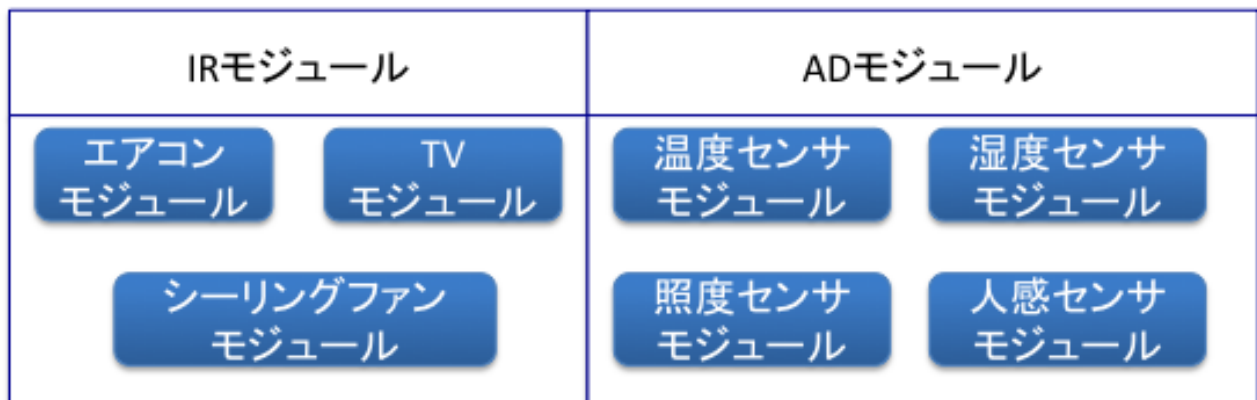 IRモジュール
ADモジュール
エアコン
モジュール
TV
モジュール
シーリングファン
モジュール
温度センサ
モジュール
湿度センサ
モジュール
照度センサ
モジュール
人感センサ
モジュール